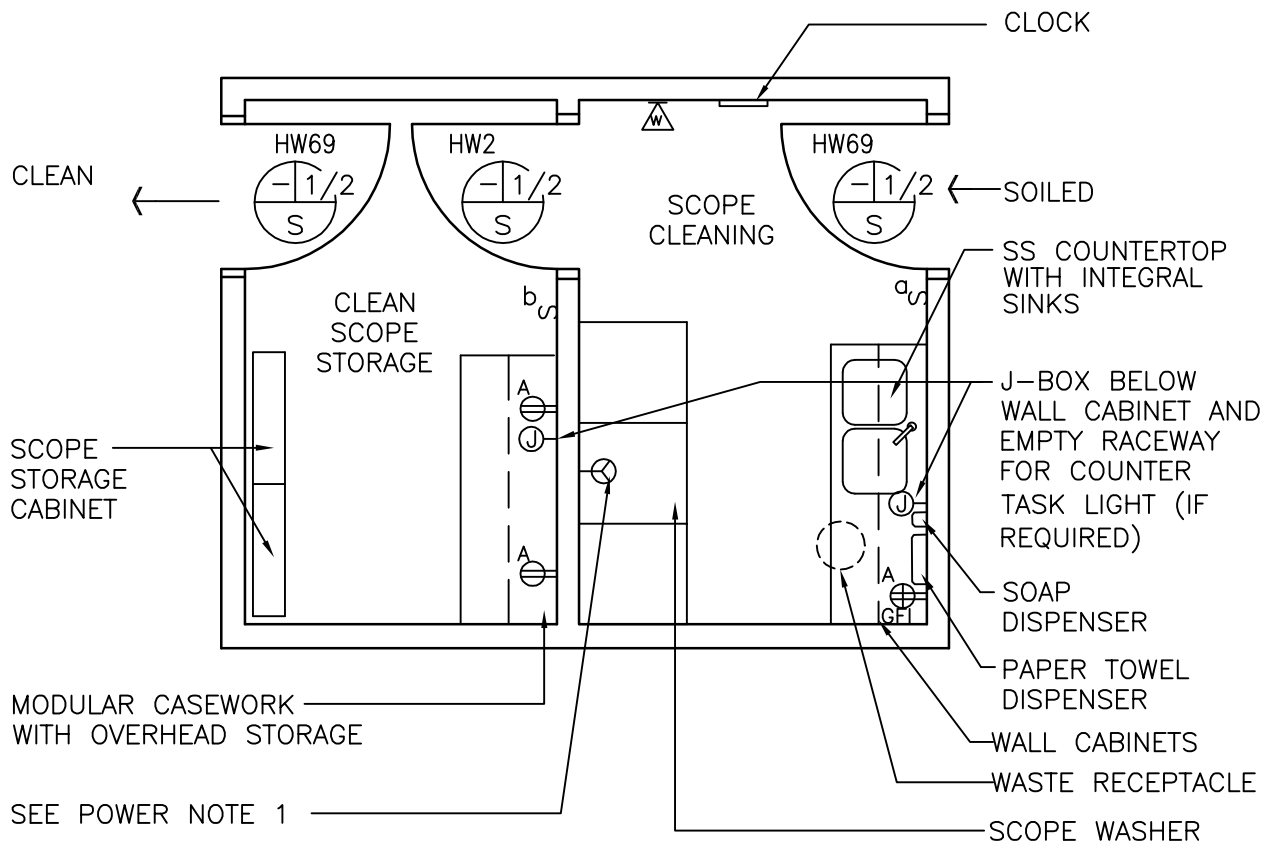 CLOCK
W
HW69
HW2
HW69
- 1/2
S
- 1/2
S
- 1/2
S
CLEAN
SOILED
SCOPE
CLEANING
SS COUNTERTOP
WITH INTEGRAL
SINKS
CLEAN
SCOPE
STORAGE
b S
a S
A
J
A
J-BOX BELOW
WALL CABINET AND
EMPTY RACEWAY
FOR COUNTER
TASK LIGHT (IF
REQUIRED)
SCOPE
STORAGE
CABINET
J
A
GFI
SOAP
DISPENSER
PAPER TOWEL
DISPENSER
MODULAR CASEWORK
WITH OVERHEAD STORAGE
WALL CABINETS
WASTE RECEPTACLE
SEE POWER NOTE 1
SCOPE WASHER